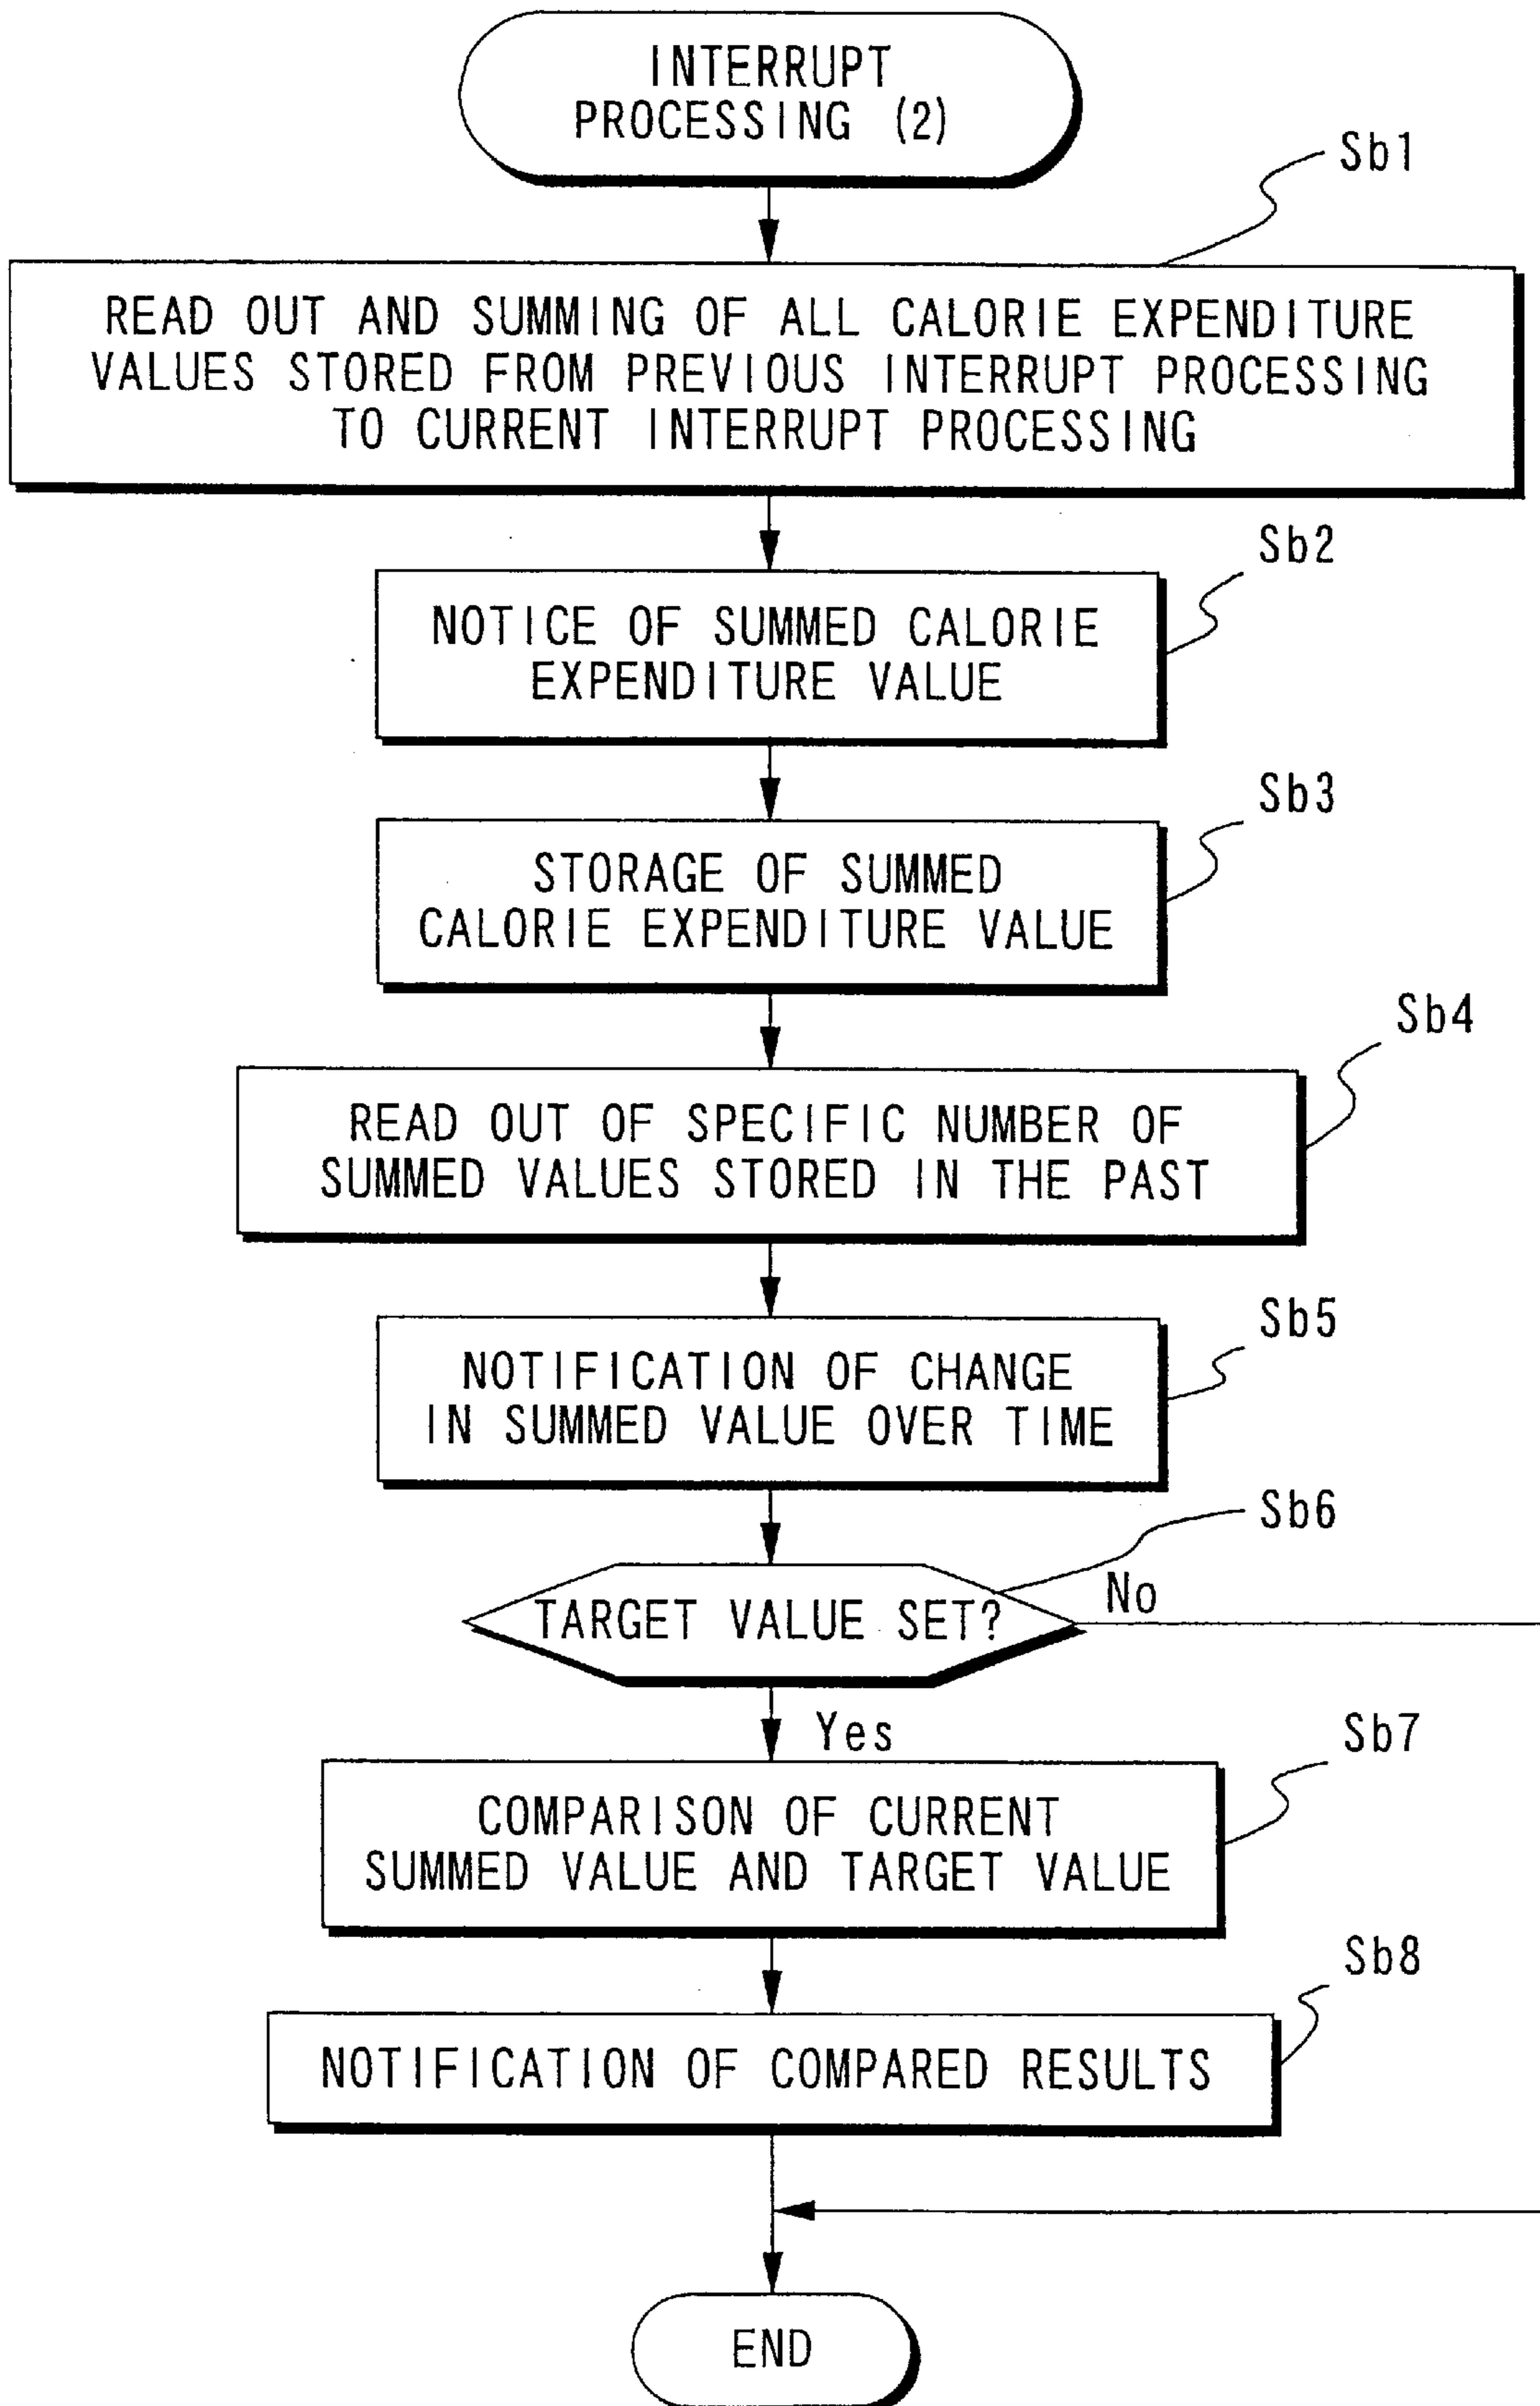 INTERRUPT
PROCESSING (2)
Sb1
READ OUT AND SUMMING OF ALL CALORIE EXPENDITURE
VALUES STORED FROM PREVIOUS INTERRUPT PROCESSING
TO CURRENT INTERRUPT PROCESSING
Sb2
NOTICE OF SUMMED CALORIE
EXPENDITURE VALUE
Sb3
STORAGE OF SUMMED
CALORIE EXPENDITURE VALUE
Sb4
READ OUT OF SPECIFIC NUMBER OF
SUMMED VALUES STORED IN THE PAST
Sb5
NOTIFICATION OF CHANGE
IN SUMMED VALUE OVER TIME
Sb6
TARGET VALUE SET?
No
Yes
Sb7
COMPARISON OF CURRENT
SUMMED VALUE AND TARGET VALUE
Sb8
NOTIFICATION OF COMPARED RESULTS
END